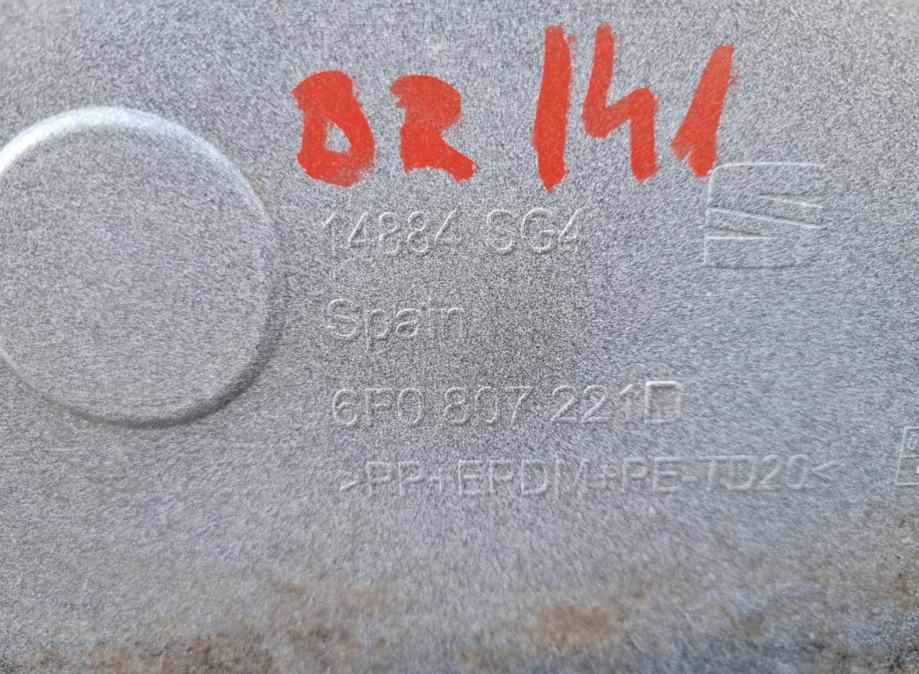 DR 141
14884 SG4
Spain
6F0 807 221D
>PP+EPDM+PE-TD20<